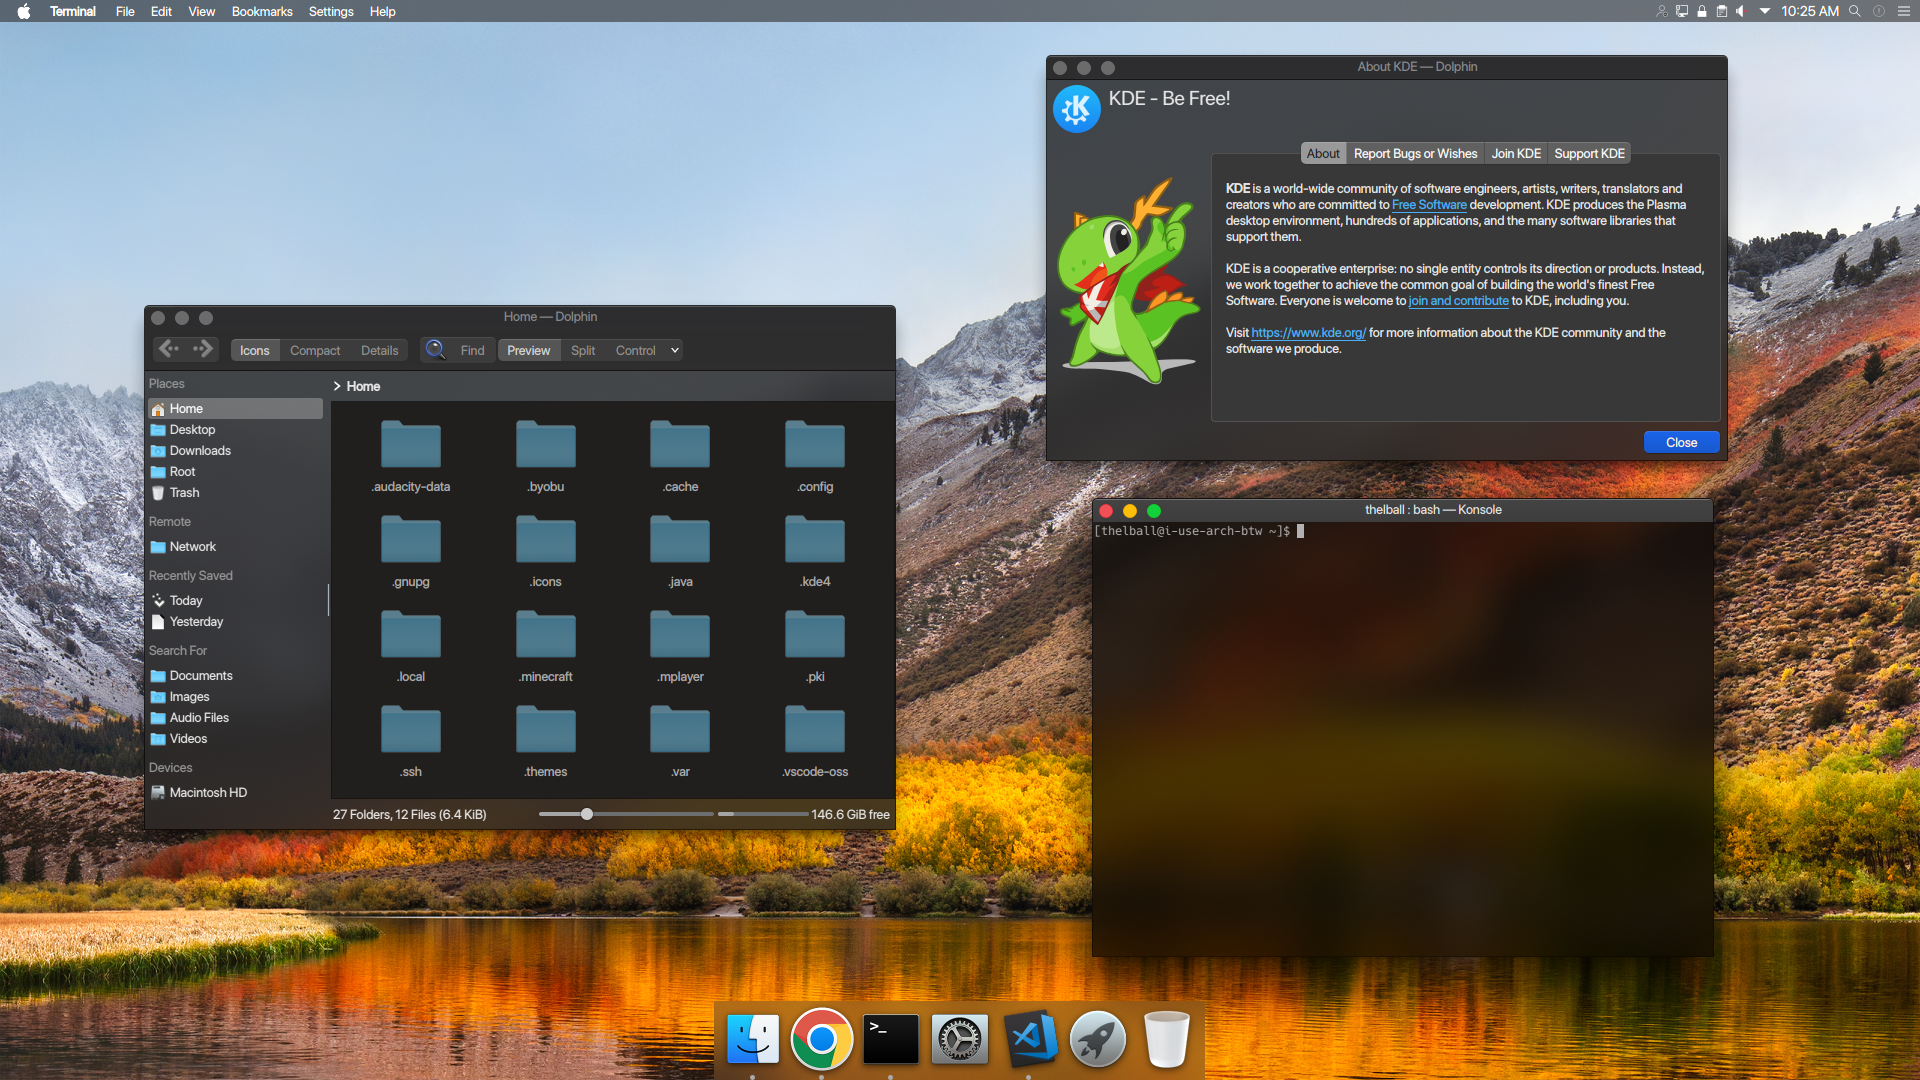 Terminal File Edit View Bookmarks Settings Help
10:25 AM
About KDE — Dolphin
KDE - Be Free!
About Report Bugs or Wishes Join KDE Support KDE
KDE is a world-wide community of software engineers, artists, writers, translators and
creators who are committed to Free Software development. KDE produces the Plasma
desktop environment, hundreds of applications, and the many software libraries that
support them.
KDE is a cooperative enterprise: no single entity controls its direction or products. Instead,
we work together to achieve the common goal of building the world's finest Free
Software. Everyone is welcome to join and contribute to KDE, including you.
Visit https://www.kde.org/ for more information about the KDE community and the
software we produce.
Close
Home — Dolphin
Icons Compact Details Find Preview Split Control
Places
Home
Desktop
Downloads
Root
Trash
Remote
Network
Recently Saved
Today
Yesterday
Search For
Documents
Images
Audio Files
Videos
Devices
Macintosh HD
> Home
.audacity-data .byobu .cache .config
.gnupg .icons .java .kde4
.local .minecraft .mplayer .pki
.ssh .themes .var .vscode-oss
27 Folders, 12 Files (6.4 KiB)
146.6 GiB free
thelball : bash — Konsole
[thelball@i-use-arch-btw ~]$
>_